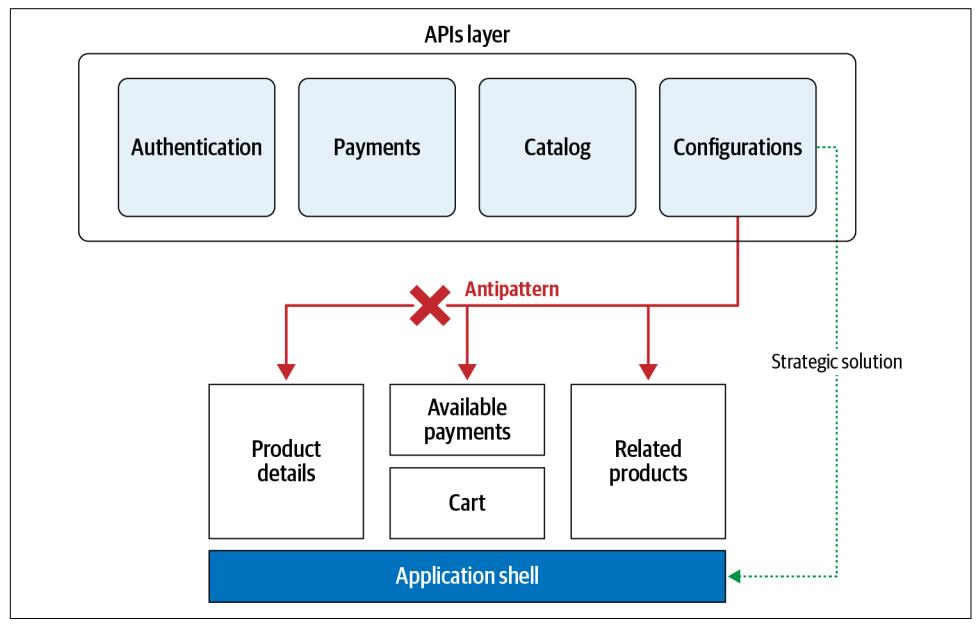 APIs layer
Authentication
Payments
Catalog
Configurations
Antipattern
Strategic solution
Product
details
Available
payments
Cart
Related
products
Application shell